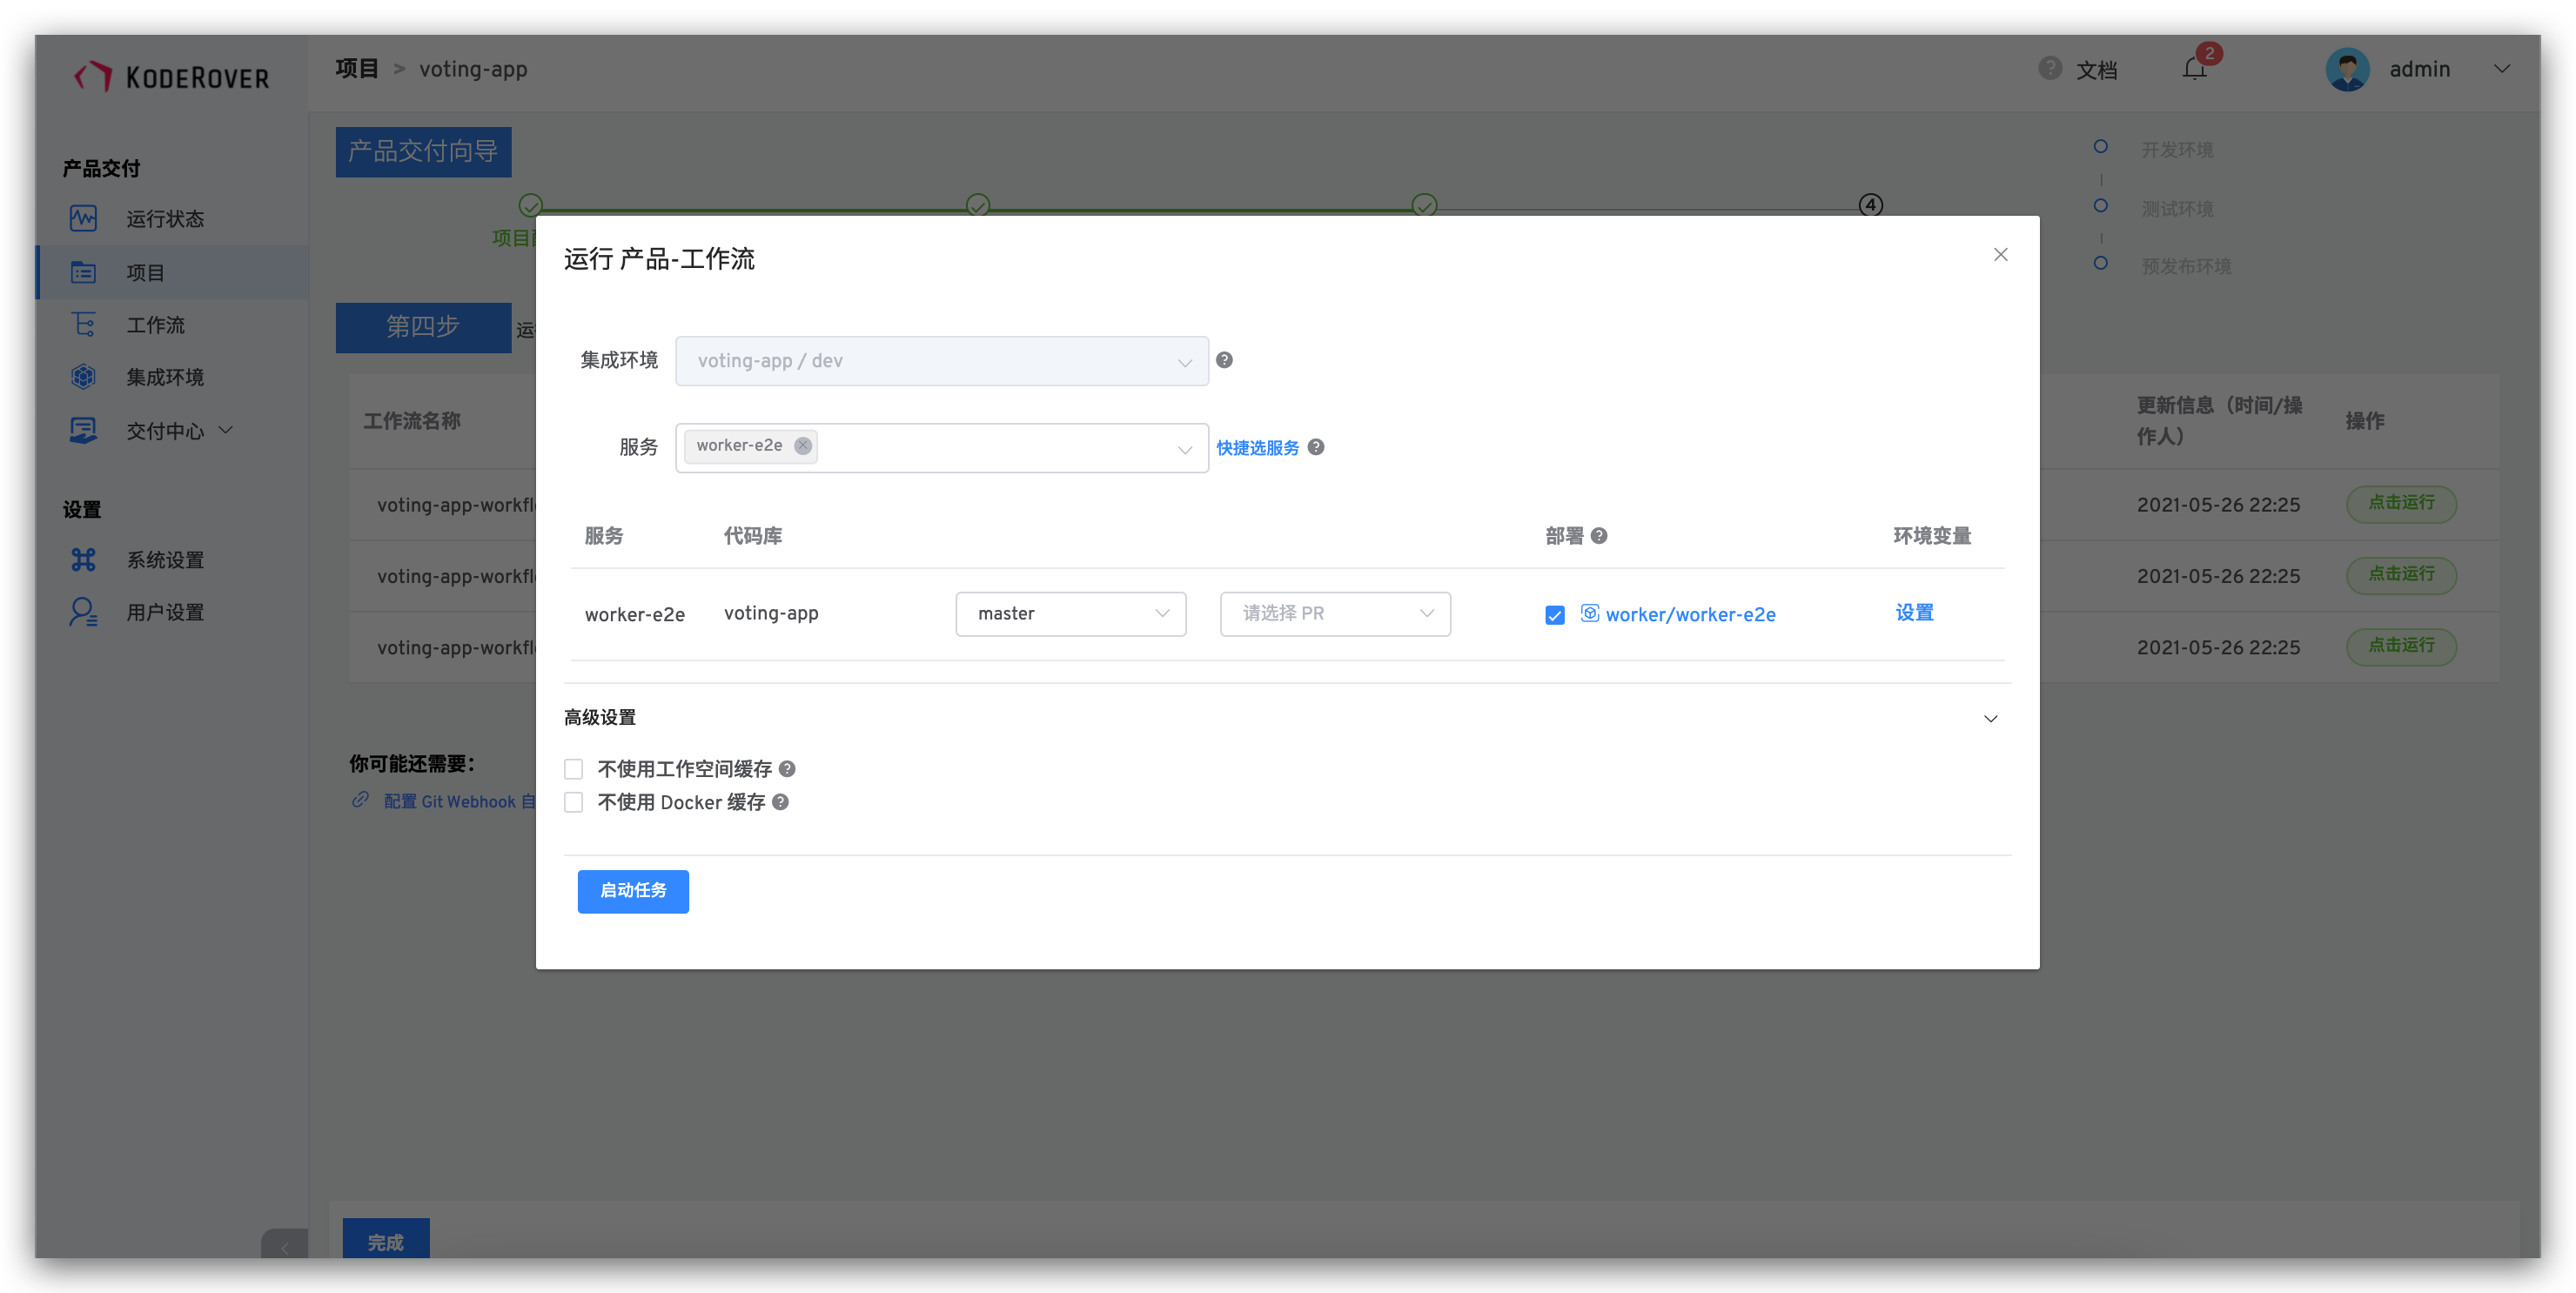 KODEROVER
项目 > voting-app
文档
2
admin
产品交付
运行状态
项目
工作流
集成环境
交付中心
设置
系统设置
用户设置
产品交付向导
4
项目
开发环境
测试环境
预发布环境
第四步
工作流名称
更新信息（时间/操作人）
操作
voting-app-workfl
2021-05-26 22:25
点击运行
voting-app-workfl
2021-05-26 22:25
点击运行
voting-app-workfl
2021-05-26 22:25
点击运行
你可能还需要：
配置 Git Webhook 自
完成
运行 产品-工作流
集成环境
voting-app / dev
服务
worker-e2e
快捷选服务
服务
代码库
部署
环境变量
worker-e2e
voting-app
master
请选择 PR
worker/worker-e2e
设置
高级设置
不使用工作空间缓存
不使用 Docker 缓存
启动任务